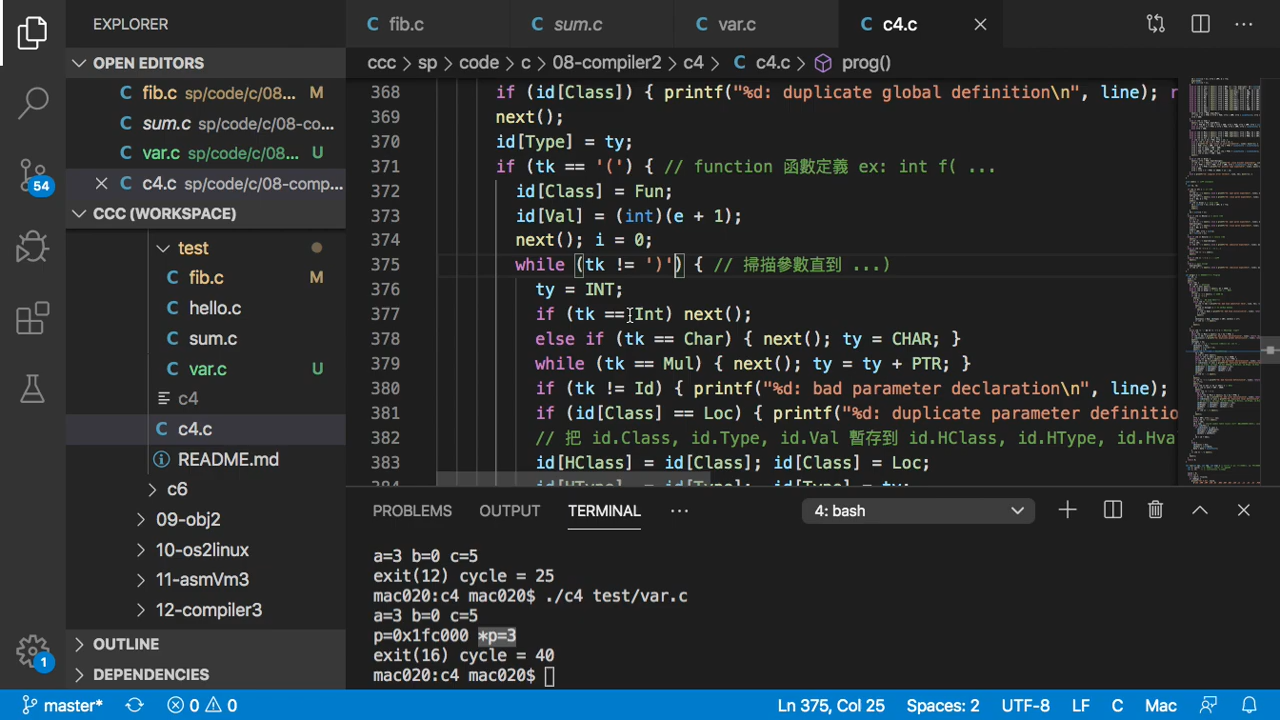 EXPLORER
OPEN EDITORS
fib.c sp/code/c/08... M
sum.c sp/code/c/08-co...
var.c sp/code/c/08... U
c4.c sp/code/c/08-comp...
CCC (WORKSPACE)
test
fib.c M
hello.c
sum.c
var.c U
c4
c4.c
README.md
c6
09-obj2
10-os2linux
11-asmVm3
12-compiler3
OUTLINE
DEPENDENCIES
54
1
C fib.c C sum.c C var.c C c4.c
ccc > sp > code > c > 08-compiler2 > c4 > C c4.c > prog()
368 if (id[Class]) { printf("%d: duplicate global definition\n", line); r
369 next();
370 id[Type] = ty;
371 if (tk == '(') { // function 函數定義 ex: int f( ...
372 id[Class] = Fun;
373 id[Val] = (int)(e + 1);
374 next(); i = 0;
375 while (tk != ')') { // 掃描參數直到 ...)
376 ty = INT;
377 if (tk == Int) next();
378 else if (tk == Char) { next(); ty = CHAR; }
379 while (tk == Mul) { next(); ty = ty + PTR; }
380 if (tk != Id) { printf("%d: bad parameter declaration\n", line);
381 if (id[Class] == Loc) { printf("%d: duplicate parameter definitio
382 // 把 id.Class, id.Type, id.Val 暫存到 id.HClass, id.HType, id.Hva
383 id[HClass] = id[Class]; id[Class] = Loc;
384 id[HType] = id[Type]; id[Type] = ty;
PROBLEMS OUTPUT TERMINAL ... 4: bash
a=3 b=0 c=5
exit(12) cycle = 25
mac020:c4 mac020$ ./c4 test/var.c
a=3 b=0 c=5
p=0x1fc000 *p=3
exit(16) cycle = 40
mac020:c4 mac020$
master* 0 0 Ln 375, Col 25 Spaces: 2 UTF-8 LF C Mac